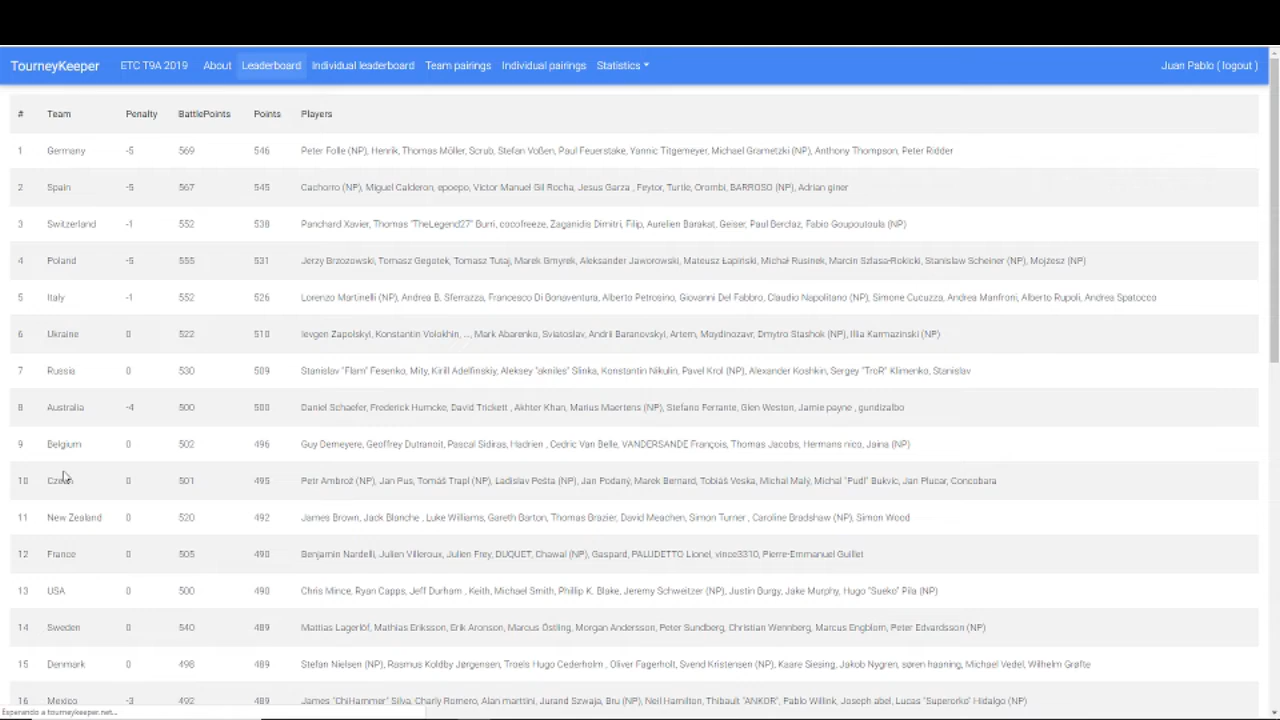 TourneyKeeper ETC T9A 2019 About Leaderboard Individual leaderboard Team pairings Individual pairings Statistics Juan Pablo ( logout )
# Team Penalty BattlePoints Points Players
1 Germany -5 569 546 Peter Folle (NP), Henrik, Thomas Möller, Scrub, Stefan Voßen, Paul Feuerstake, Yannic Titgemeyer, Michael Grametzki (NP), Anthony Thompson, Peter Ridder
2 Spain -5 567 545 Cachorro (NP), Miguel Calderon, epoepo, Victor Manuel Gil Rocha, Jesus Garza , Feytor, Turtle, Orombi, BARROSO (NP), Adrian giner
3 Switzerland -1 552 538 Panchard Xavier, Thomas "TheLegend27" Burri, cocofreeze, Zaganidis Dimitri, Filip, Aurelien Barakat, Geiser, Paul Berclaz, Fabio Goupoutoula (NP)
4 Poland -5 555 531 Jerzy Brzozowski, Tomasz Gegotek, Tomasz Tutaj, Marek Gmyrek, Aleksander Jaworowski, Mateusz Łapiński, Michał Rusinek, Marcin Szlasa-Rokicki, Stanislaw Scheiner (NP), Mojzesz (NP)
5 Italy -1 552 526 Lorenzo Martinelli (NP), Andrea B. Sferrazza, Francesco Di Bonaventura, Alberto Petrosino, Giovanni Del Fabbro, Claudio Napolitano (NP), Simone Cucuzza, Andrea Manfroni, Alberto Rupoli, Andrea Spatocco
6 Ukraine 0 522 510 Ievgen Zapolskyi, Konstantin Volokhin, ..., Mark Abarenko, Sviatoslav, Andrii Baranovskyi, Artem, Moydinozavr, Dmytro Stashok (NP), Illia Karmazinski (NP)
7 Russia 0 530 509 Stanislav "Flam" Fesenko, Mity, Kirill Adelfinskiy, Aleksey "akniles" Slinka, Konstantin Nikulin, Pavel Krol (NP), Alexander Koshkin, Sergey "TroR" Klimenko, Stanislav
8 Australia -4 500 500 Daniel Schaefer, Frederick Humcke, David Trickett , Akhter Khan, Marius Maertens (NP), Stefano Ferrante, Glen Weston, Jamie payne , gundizalbo
9 Belgium 0 502 496 Guy Demeyere, Geoffrey Dutranoit, Pascal Sidiras, Hadrien , Cedric Van Belle, VANDERSANDE François, Thomas Jacobs, Hermans nico, Jaina (NP)
10 Czech 0 501 495 Petr Ambrož (NP), Jan Pus, Tomáš Trapl (NP), Ladislav Pešta (NP), Jan Podaný, Marek Bernard, Tobiáš Veska, Michal Malý, Michal "Pudl" Bukvic, Jan Plucar, Concobara
11 New Zealand 0 520 492 James Brown, Jack Blanche , Luke Williams, Gareth Barton, Thomas Brazier, David Meachen, Simon Turner , Caroline Bradshaw (NP), Simon Wood
12 France 0 505 490 Benjamin Nardelli, Julien Villeroux, Julien Frey, DUQUET, Chawal (NP), Gaspard, PALUDETTO Lionel, vince3310, Pierre-Emmanuel Guillet
13 USA 0 500 490 Chris Mince, Ryan Capps, Jeff Durham , Keith, Michael Smith, Phillip K. Blake, Jeremy Schweitzer (NP), Justin Burgy, Jake Murphy, Hugo "Sueko" Pila (NP)
14 Sweden 0 540 489 Mattias Lagerlöf, Mathias Eriksson, Erik Aronson, Marcus Östling, Morgan Andersson, Peter Sundberg, Christian Wennberg, Marcus Engblom, Peter Edvardsson (NP)
15 Denmark 0 498 489 Stefan Nielsen (NP), Rasmus Koldby Jørgensen, Troels Hugo Cederholm , Oliver Fagerholt, Svend Kristensen (NP), Kaare Siesing, Jakob Nygren, søren haaning, Michael Vedel, Wilhelm Grøfte
16 Mexico -3 492 489 James "ChiHammer" Silva, Charly Romero, Alan martini, Jurand Szwaja, Bru (NP), Neil Hamilton, Thibault "ANKOR", Pablo Willink, Joseph abel, Lucas "Superorko" Hidalgo (NP)
Esperando a tourneykeeper.net...